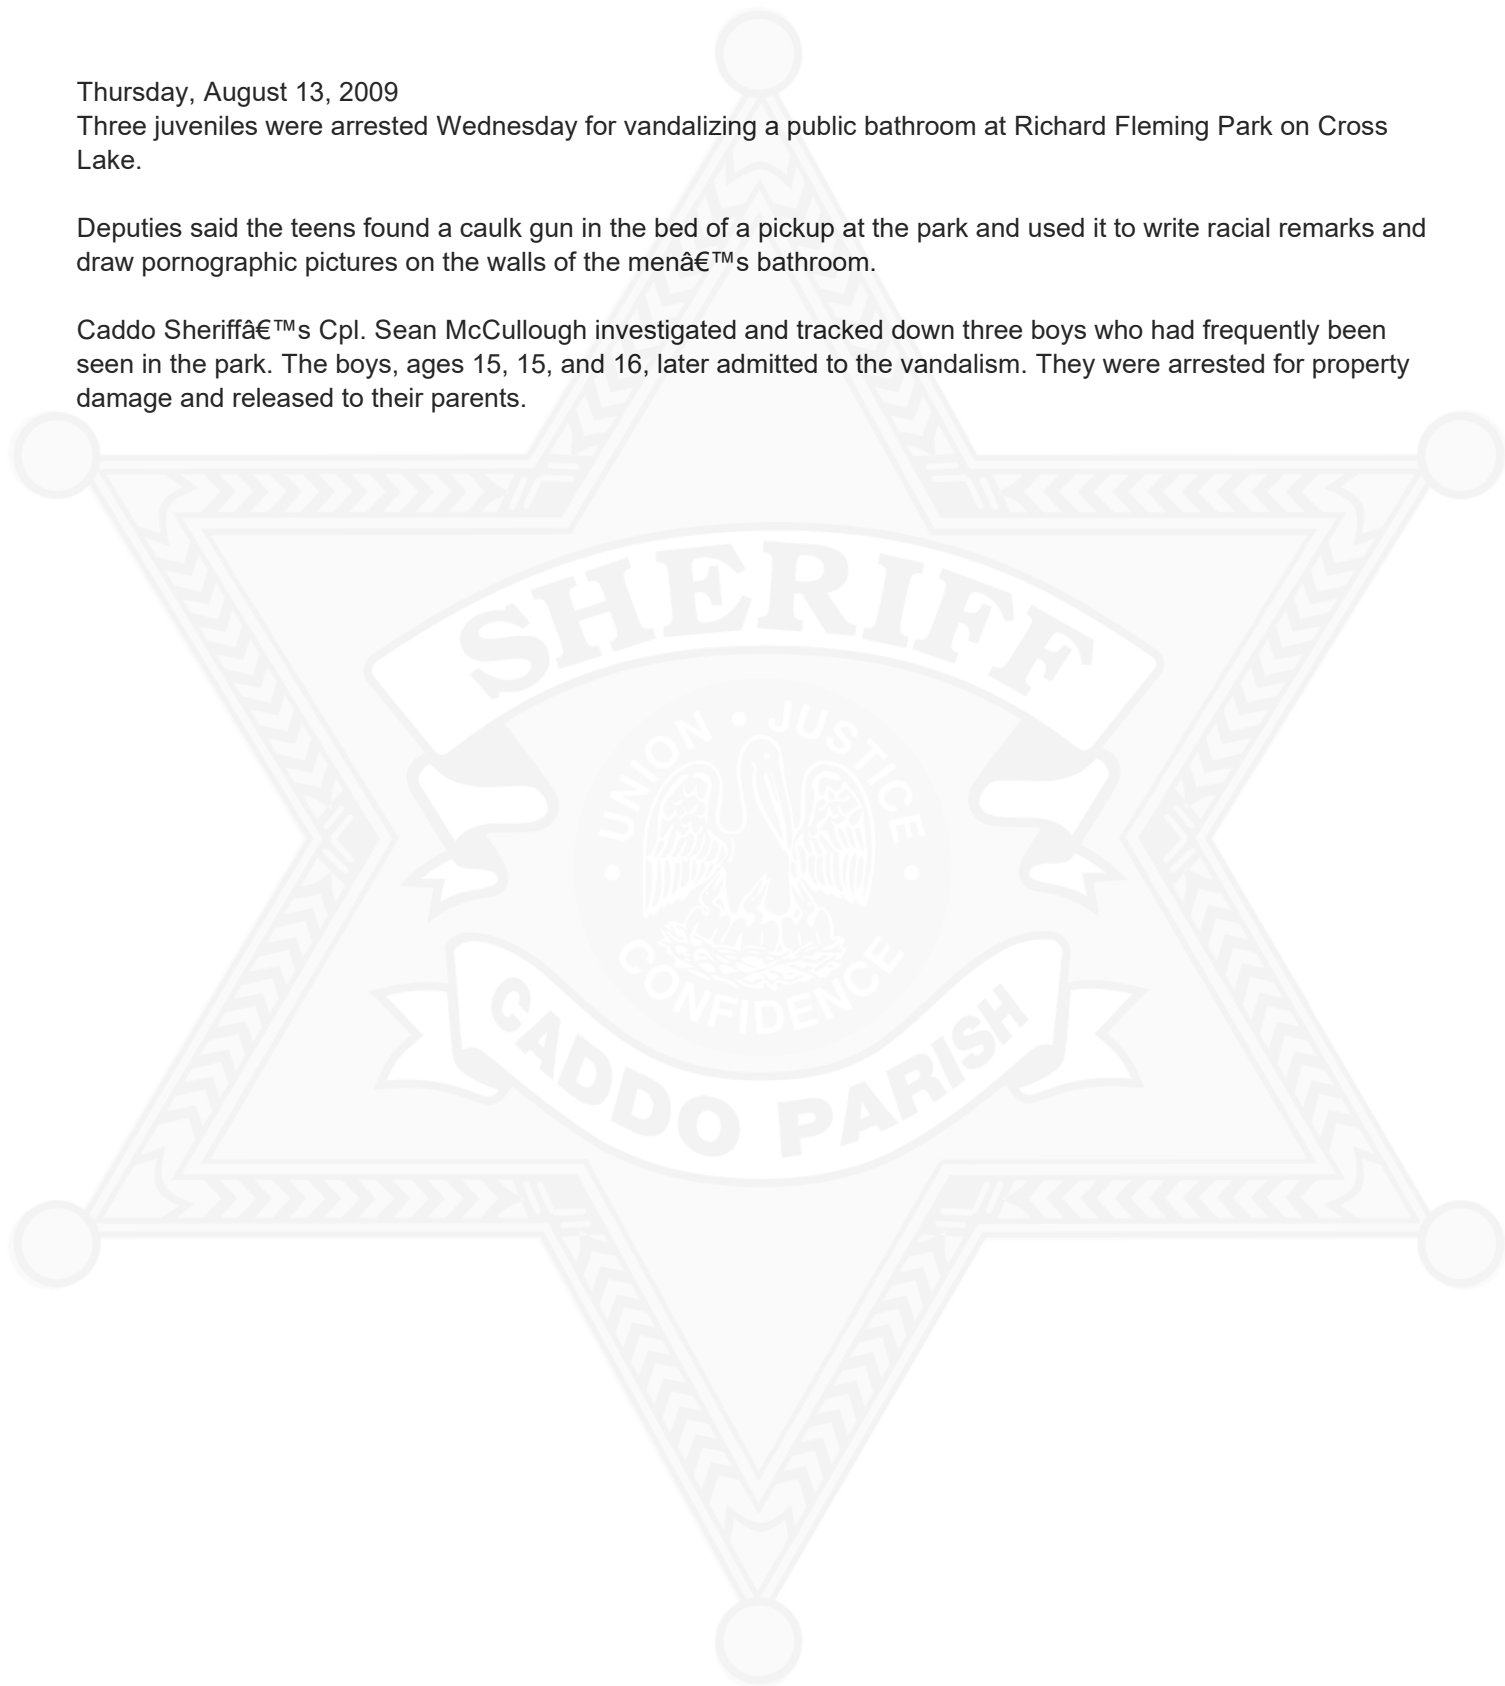 Thursday, August 13, 2009
Three juveniles were arrested Wednesday for vandalizing a public bathroom at Richard Fleming Park on Cross
Lake.
Deputies said the teens found a caulk gun in the bed of a pickup at the park and used it to write racial remarks and
draw pornographic pictures on the walls of the menâ€™s bathroom.
Caddo Sheriffâ€™s Cpl. Sean McCullough investigated and tracked down three boys who had frequently been
seen in the park. The boys, ages 15, 15, and 16, later admitted to the vandalism. They were arrested for property
damage and released to their parents.
SHERIFF
UNION • JUSTICE
• CONFIDENCE •
CADDO PARISH